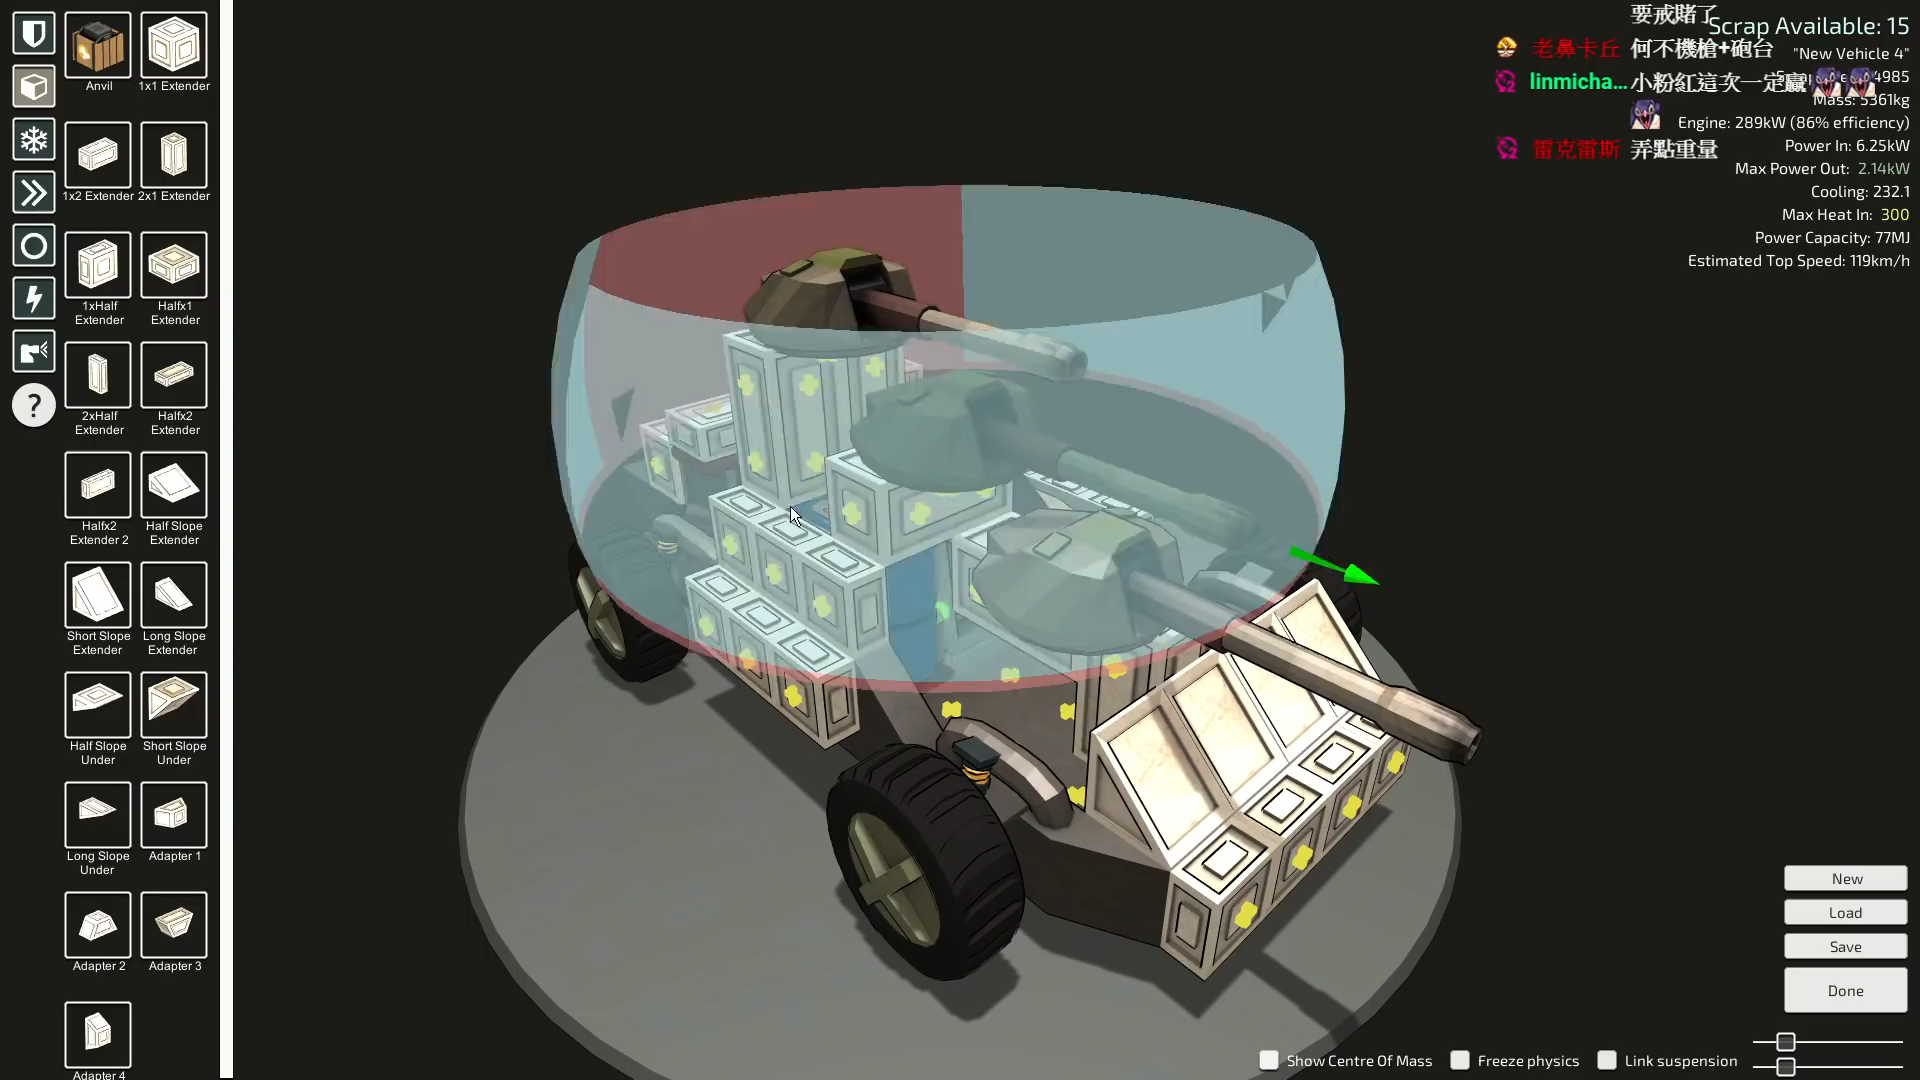 Anvil
1x1 Extender
1x2 Extender
2x1 Extender
1xHalf
Extender
Halfx1
Extender
2xHalf
Extender
Halfx2
Extender
Halfx2
Extender 2
Half Slope
Extender
Short Slope
Extender
Long Slope
Extender
Half Slope
Under
Short Slope
Under
Long Slope
Under
Adapter 1
Adapter 2
Adapter 3
Adapter 4
?
要戒賭了
Scrap Available: 15
老鼻卡丘 何不機槍+砲台
"New Vehicle 4"
linmicha... 小粉紅這次一定贏
4985
Mass: 5361kg
Engine: 289kW (86% efficiency)
雷克雷斯 弄點重量
Power In: 6.25kW
Max Power Out: 2.14kW
Cooling: 232.1
Max Heat In: 300
Power Capacity: 77MJ
Estimated Top Speed: 119km/h
New
Load
Save
Done
Show Centre Of Mass
Freeze physics
Link suspension